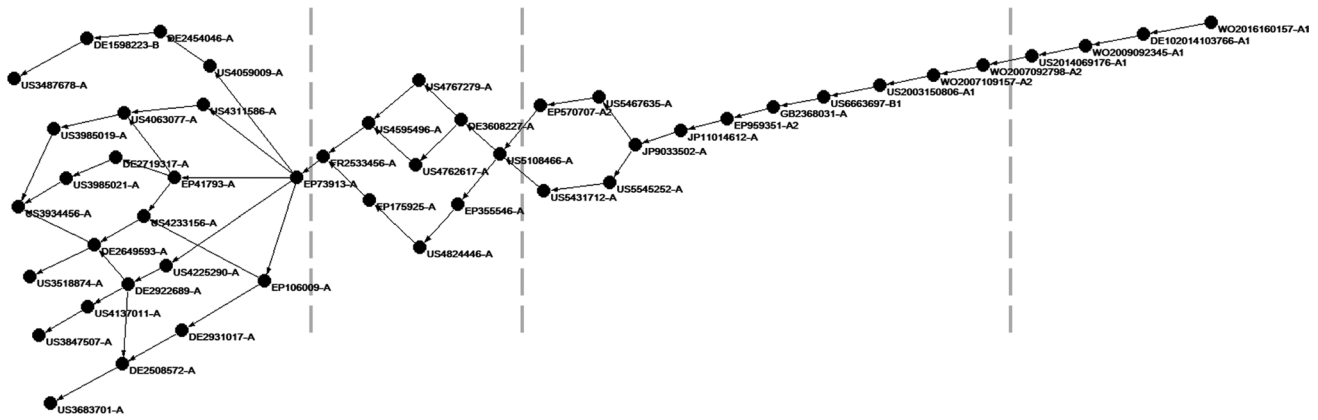 WO2016160157-A1
DE102014103766-A1
WO2009092345-A1
US2014069176-A1
WO2007092798-A2
WO2007109157-A2
US2003150806-A1
US6663697-B1
GB2368031-A
EP959351-A2
JP11014612-A
JP9033502-A
US5467635-A
EP570707-A2
US5545252-A
US5431712-A
US5108466-A
DE3608227-A
EP355546-A
US4767279-A
US4762617-A
US4824446-A
US4595496-A
EP175925-A
FR2533456-A
EP73913-A
DE2454046-A
DE1598223-B
US4059009-A
US3487678-A
US4311586-A
US4063077-A
US3985019-A
DE2719317-A
US3985021-A
EP41793-A
US3934456-A
US4233156-A
DE2649593-A
US4225290-A
US3518874-A
DE2922689-A
EP106009-A
US4137011-A
US3847507-A
DE2931017-A
DE2508572-A
US3683701-A